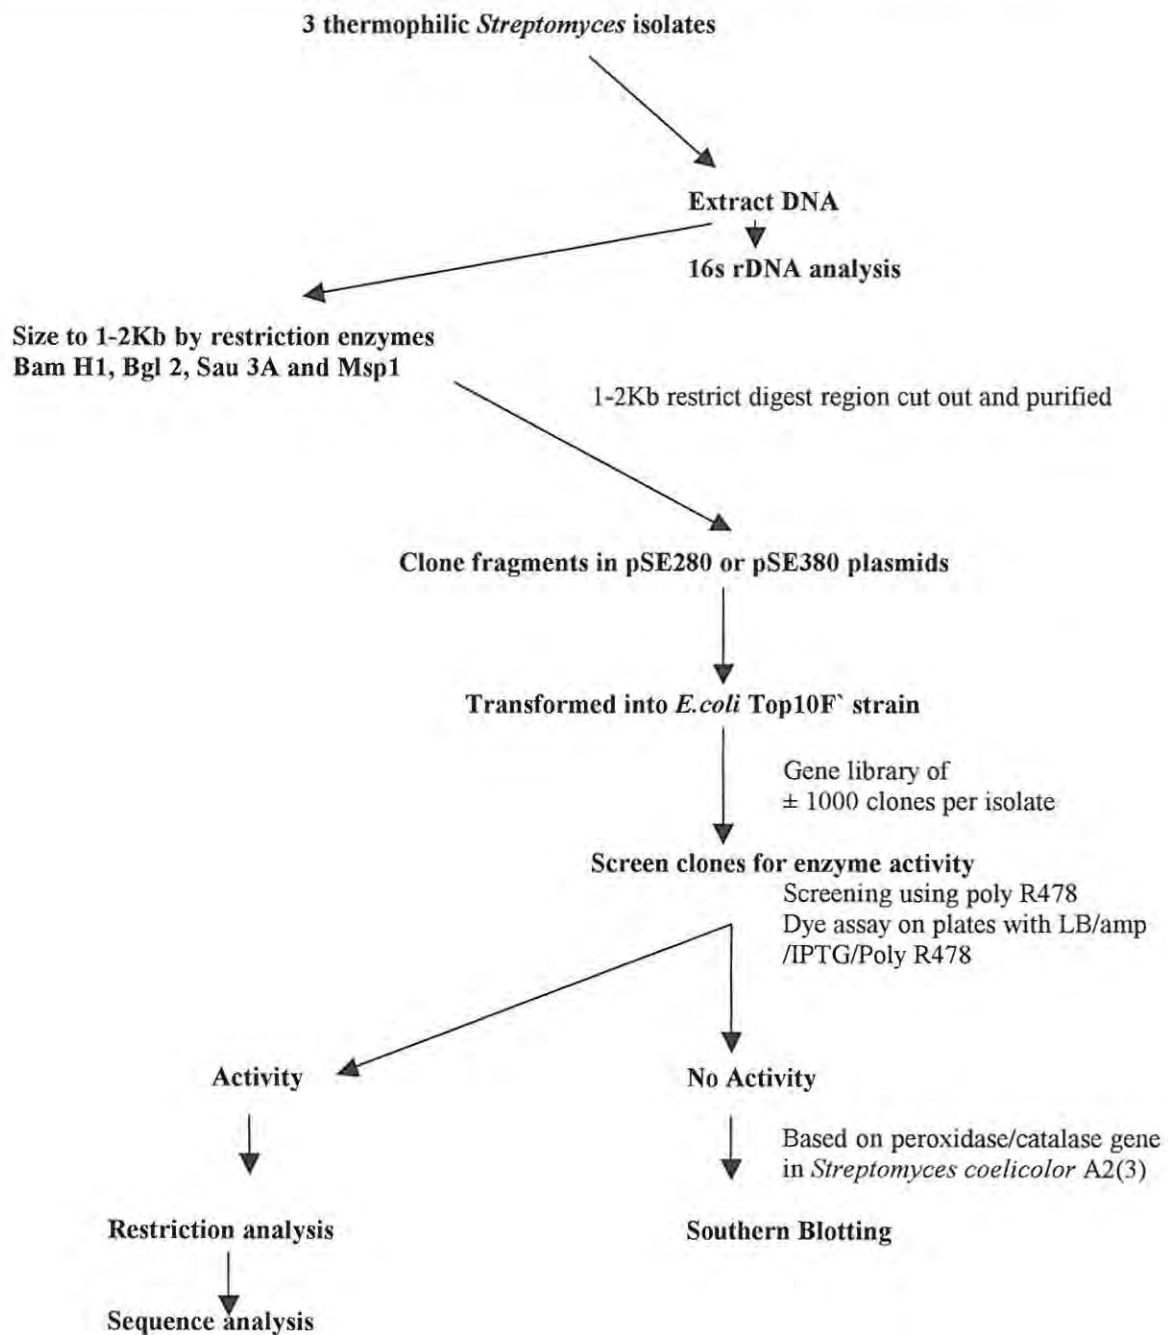 3 thermophilic Streptomyces isolates
Extract DNA
16s rDNA analysis
Size to 1-2Kb by restriction enzymes
Bam H1, Bgl 2, Sau 3A and Msp1
1-2Kb restrict digest region cut out and purified
Clone fragments in pSE280 or pSE380 plasmids
Transformed into E.coli Top10F` strain
Gene library of
± 1000 clones per isolate
Screen clones for enzyme activity
Screening using poly R478
Dye assay on plates with LB/amp
/IPTG/Poly R478
Activity
No Activity
Based on peroxidase/catalase gene
in Streptomyces coelicolor A2(3)
Restriction analysis
Southern Blotting
Sequence analysis